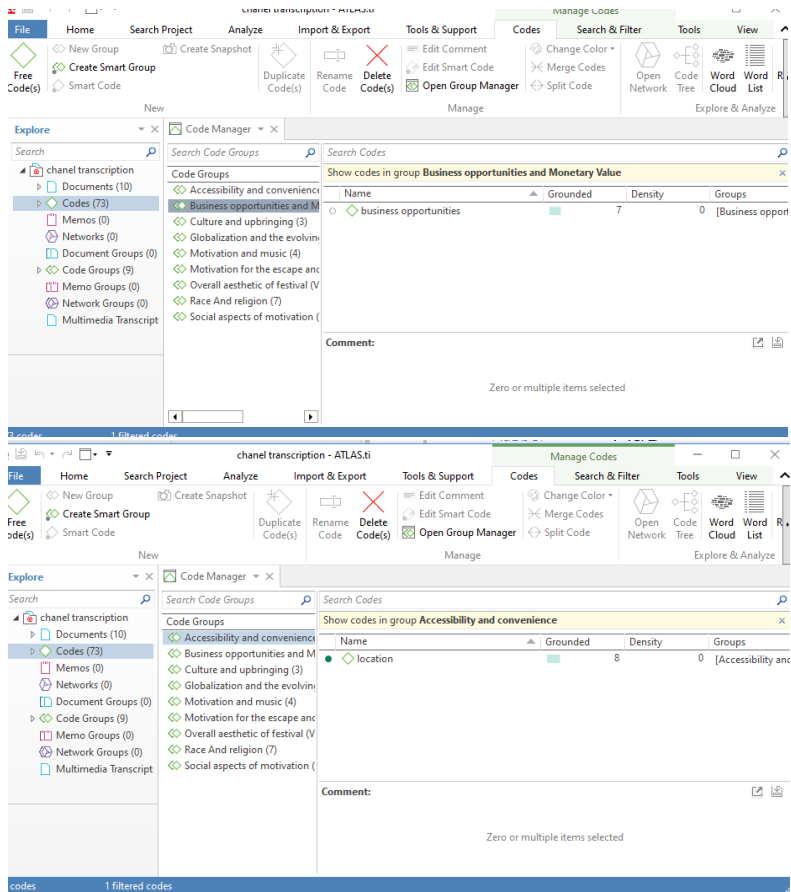 chanel transcription - ATLAS.ti Manage Codes
File Home Search Project Analyze Import & Export Tools & Support Codes Search & Filter Tools View
New Group Create Snapshot Edit Comment Change Color
Create Smart Group Edit Smart Code Merge Codes
Smart Code Open Group Manager Split Code
Free Code(s) Duplicate Code(s) Rename Code Delete Code(s) Open Network Code Tree Word Cloud Word List R
New Manage Explore & Analyze
Explore Code Manager
Search Search Code Groups Search Codes
chanel transcription Code Groups Show codes in group Business opportunities and Monetary Value
Documents (10) Accessibility and convenience Name Grounded Density Groups
Codes (73) Business opportunities and M business opportunities 7 0 [Business opport
Memos (0) Culture and upbringing (3)
Networks (0) Globalization and the evolvin
Document Groups (0) Motivation and music (4)
Code Groups (9) Motivation for the escape and
Memo Groups (0) Overall aesthetic of festival (V
Network Groups (0) Race And religion (7)
Multimedia Transcript Social aspects of motivation (
Comment:
Zero or multiple items selected
3 codes 1 filtered codes
chanel transcription - ATLAS.ti Manage Codes
File Home Search Project Analyze Import & Export Tools & Support Codes Search & Filter Tools View
New Group Create Snapshot Edit Comment Change Color
Create Smart Group Edit Smart Code Merge Codes
Smart Code Open Group Manager Split Code
Free ode(s) Duplicate Code(s) Rename Code Delete Code(s) Open Network Code Tree Word Cloud Word List R
New Manage Explore & Analyze
Explore Code Manager
Search Search Code Groups Search Codes
chanel transcription Code Groups Show codes in group Accessibility and convenience
Documents (10) Accessibility and convenience Name Grounded Density Groups
Codes (73) Business opportunities and M location 8 0 [Accessibility and
Memos (0) Culture and upbringing (3)
Networks (0) Globalization and the evolvin
Document Groups (0) Motivation and music (4)
Code Groups (9) Motivation for the escape and
Memo Groups (0) Overall aesthetic of festival (V
Network Groups (0) Race And religion (7)
Multimedia Transcript Social aspects of motivation (
Comment:
Zero or multiple items selected
codes 1 filtered codes